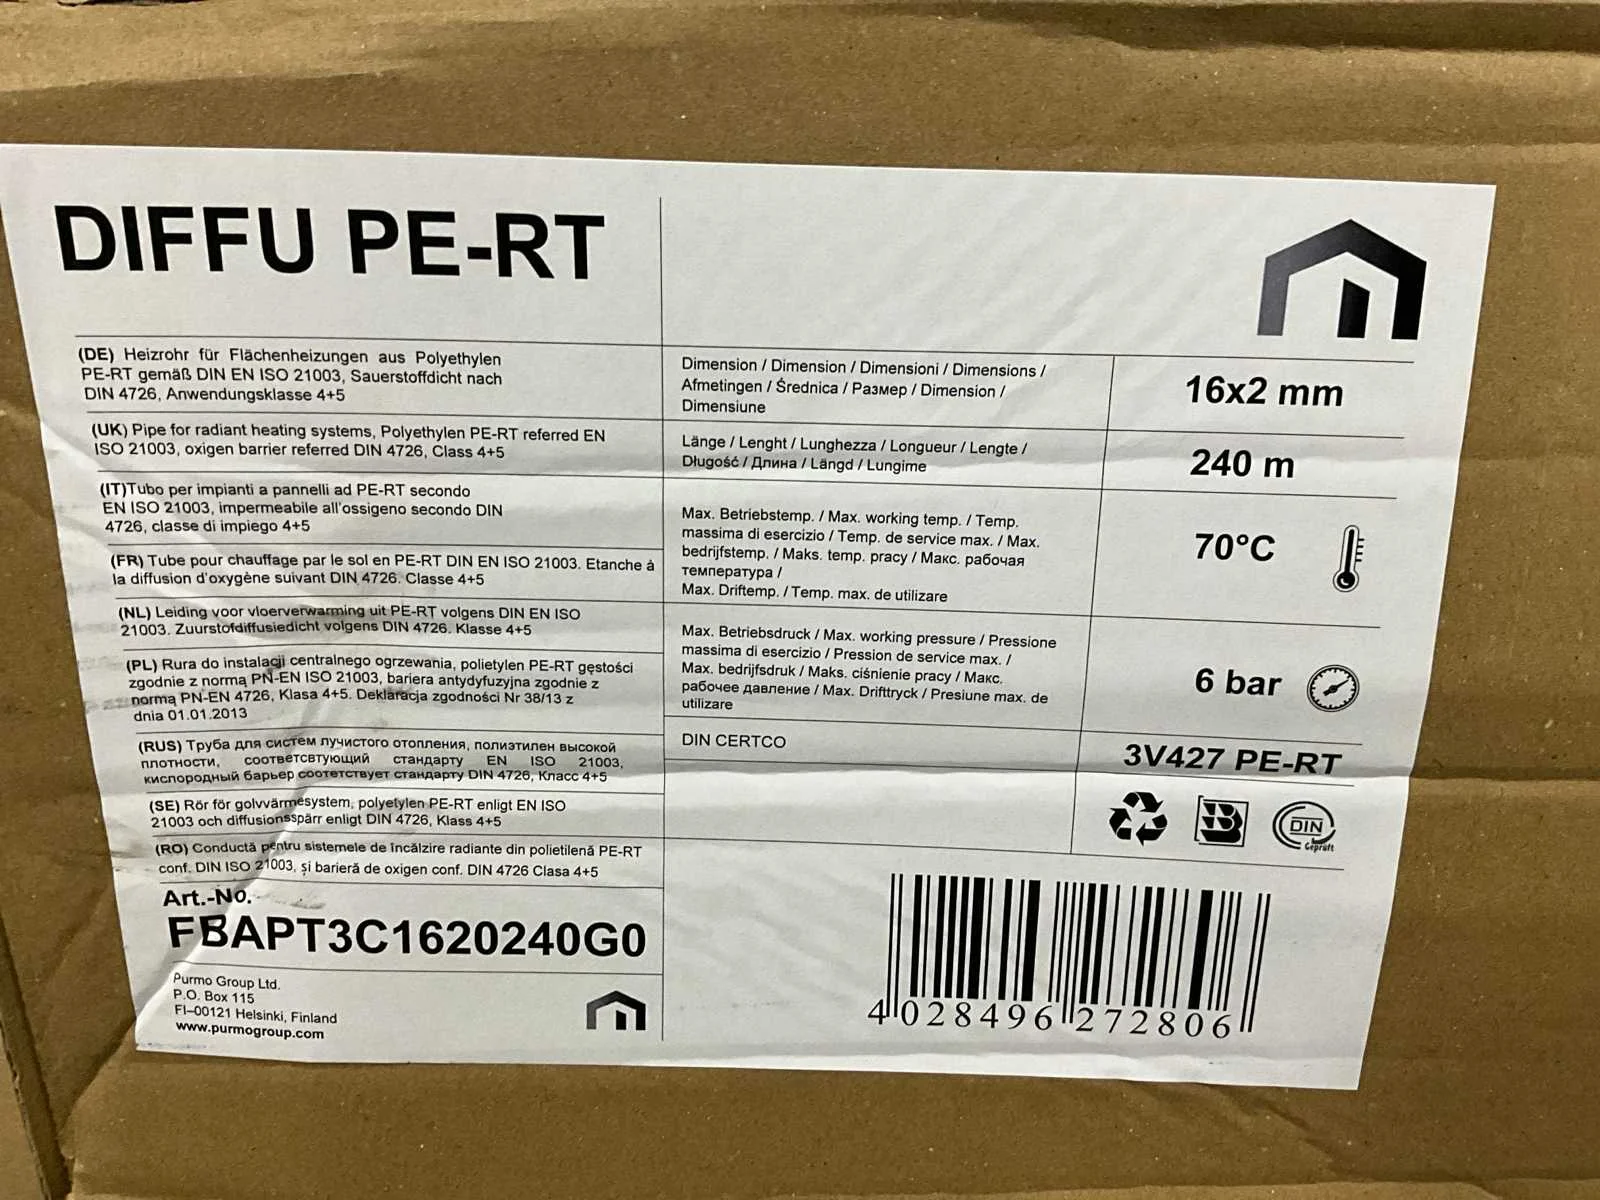 DIFFU PE-RT
(DE) Heizrohr für Flächenheizungen aus Polyethylen
PE-RT gemäß DIN EN ISO 21003, Sauerstoffdicht nach
DIN 4726, Anwendungsklasse 4+5
(UK) Pipe for radiant heating systems, Polyethylen PE-RT referred EN
ISO 21003, oxigen barrier referred DIN 4726, Class 4+5
(IT)Tubo per impianti a pannelli ad PE-RT secondo
EN ISO 21003, impermeabile all'ossigeno secondo DIN
4726, classe di impiego 4+5
(FR) Tube pour chauffage par le sol en PE-RT DIN EN ISO 21003. Etanche à
la diffusion d'oxygène suivant DIN 4726. Classe 4+5
(NL) Leiding voor vloerverwarming uit PE-RT volgens DIN EN ISO
21003. Zuurstofdiffusiedicht volgens DIN 4726. Klasse 4+5
(PL) Rura do instalacji centralnego ogrzewania, polietylen PE-RT gęstości
zgodnie z normą PN-EN ISO 21003, bariera antydyfuzyjna zgodnie z
normą PN-EN 4726, Klasa 4+5. Deklaracja zgodności Nr 38/13 z
dnia 01.01.2013
(RUS) Труба для систем лучистого отопления, полиэтилен высокой
плотности, соответсвтующий стандарту EN ISO 21003,
кислородный барьер соотетствует стандарту DIN 4726, Класс 4+5
(SE) Rör för golvvärmesystem, polyetylen PE-RT enligt EN ISO
21003 och diffusionsspärr enligt DIN 4726, Klass 4+5
(RO) Conductă pentru sistemele de încălzire radiante din polietilenă PE-RT
conf. DIN ISO 21003, și barieră de oxigen conf. DIN 4726 Clasa 4+5
Art.-No.
FBAPT3C1620240G0
Purmo Group Ltd.
P.O. Box 115
FI–00121 Helsinki, Finland
www.purmogroup.com
Dimension / Dimension / Dimensioni / Dimensions /
Afmetingen / Średnica / Размер / Dimension /
Dimensiune
16x2 mm
Länge / Lenght / Lunghezza / Longueur / Lengte /
Długość / Длина / Längd / Lungime
240 m
Max. Betriebstemp. / Max. working temp. / Temp.
massima di esercizio / Temp. de service max. / Max.
bedrijfstemp. / Maks. temp. pracy / Макс. рабочая
температура /
Max. Driftemp. / Temp. max. de utilizare
70°C
Max. Betriebsdruck / Max. working pressure / Pressione
massima di esercizio / Pression de service max. /
Max. bedrijfsdruk / Maks. ciśnienie pracy / Макс.
рабочее давление / Max. Drifttryck / Presiune max. de
utilizare
6 bar
DIN CERTCO
3V427 PE-RT
DIN
Geprüft
4 028496 272806